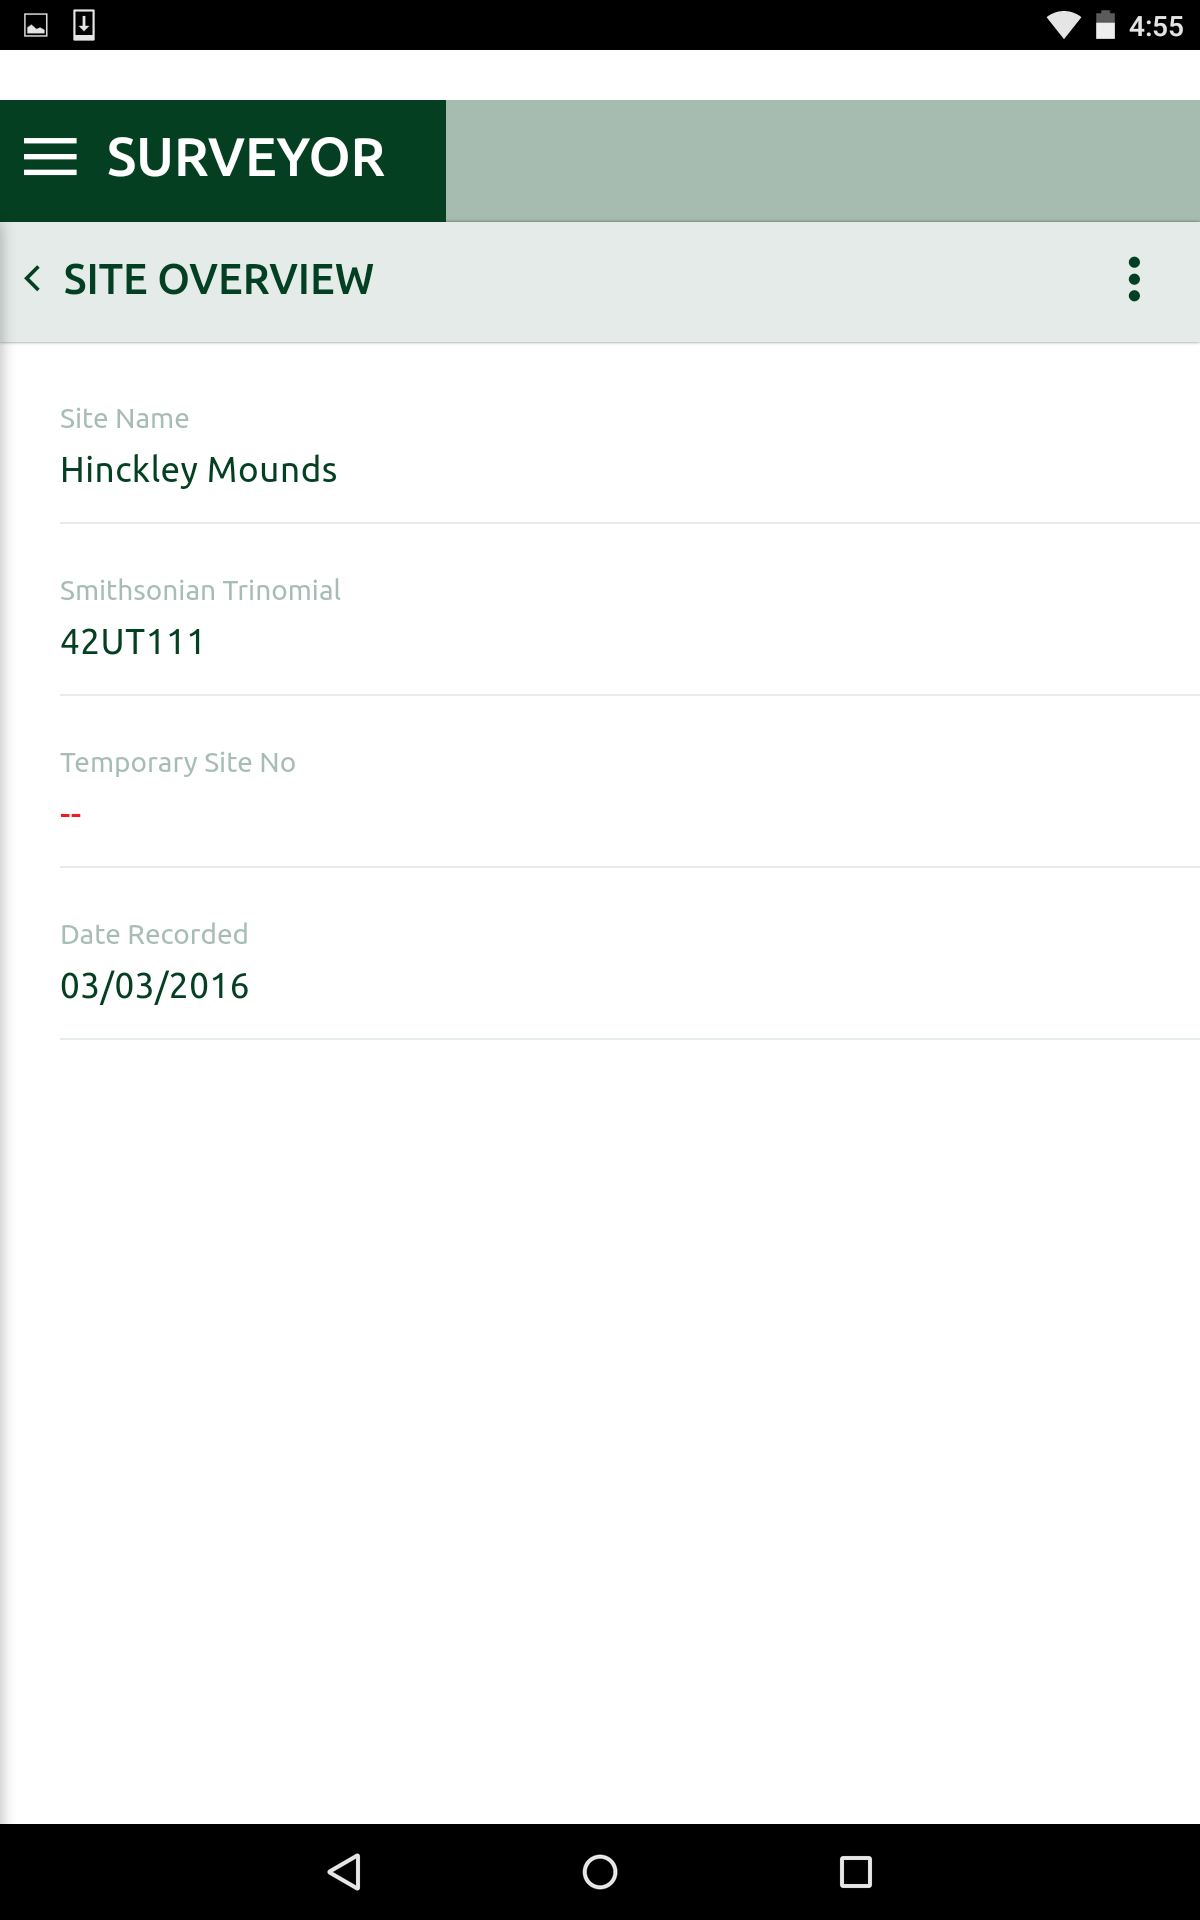 4:55
SURVEYOR
SITE OVERVIEW
Site Name
Hinckley Mounds
Smithsonian Trinomial
42UT111
Temporary Site No
--
Date Recorded
03/03/2016